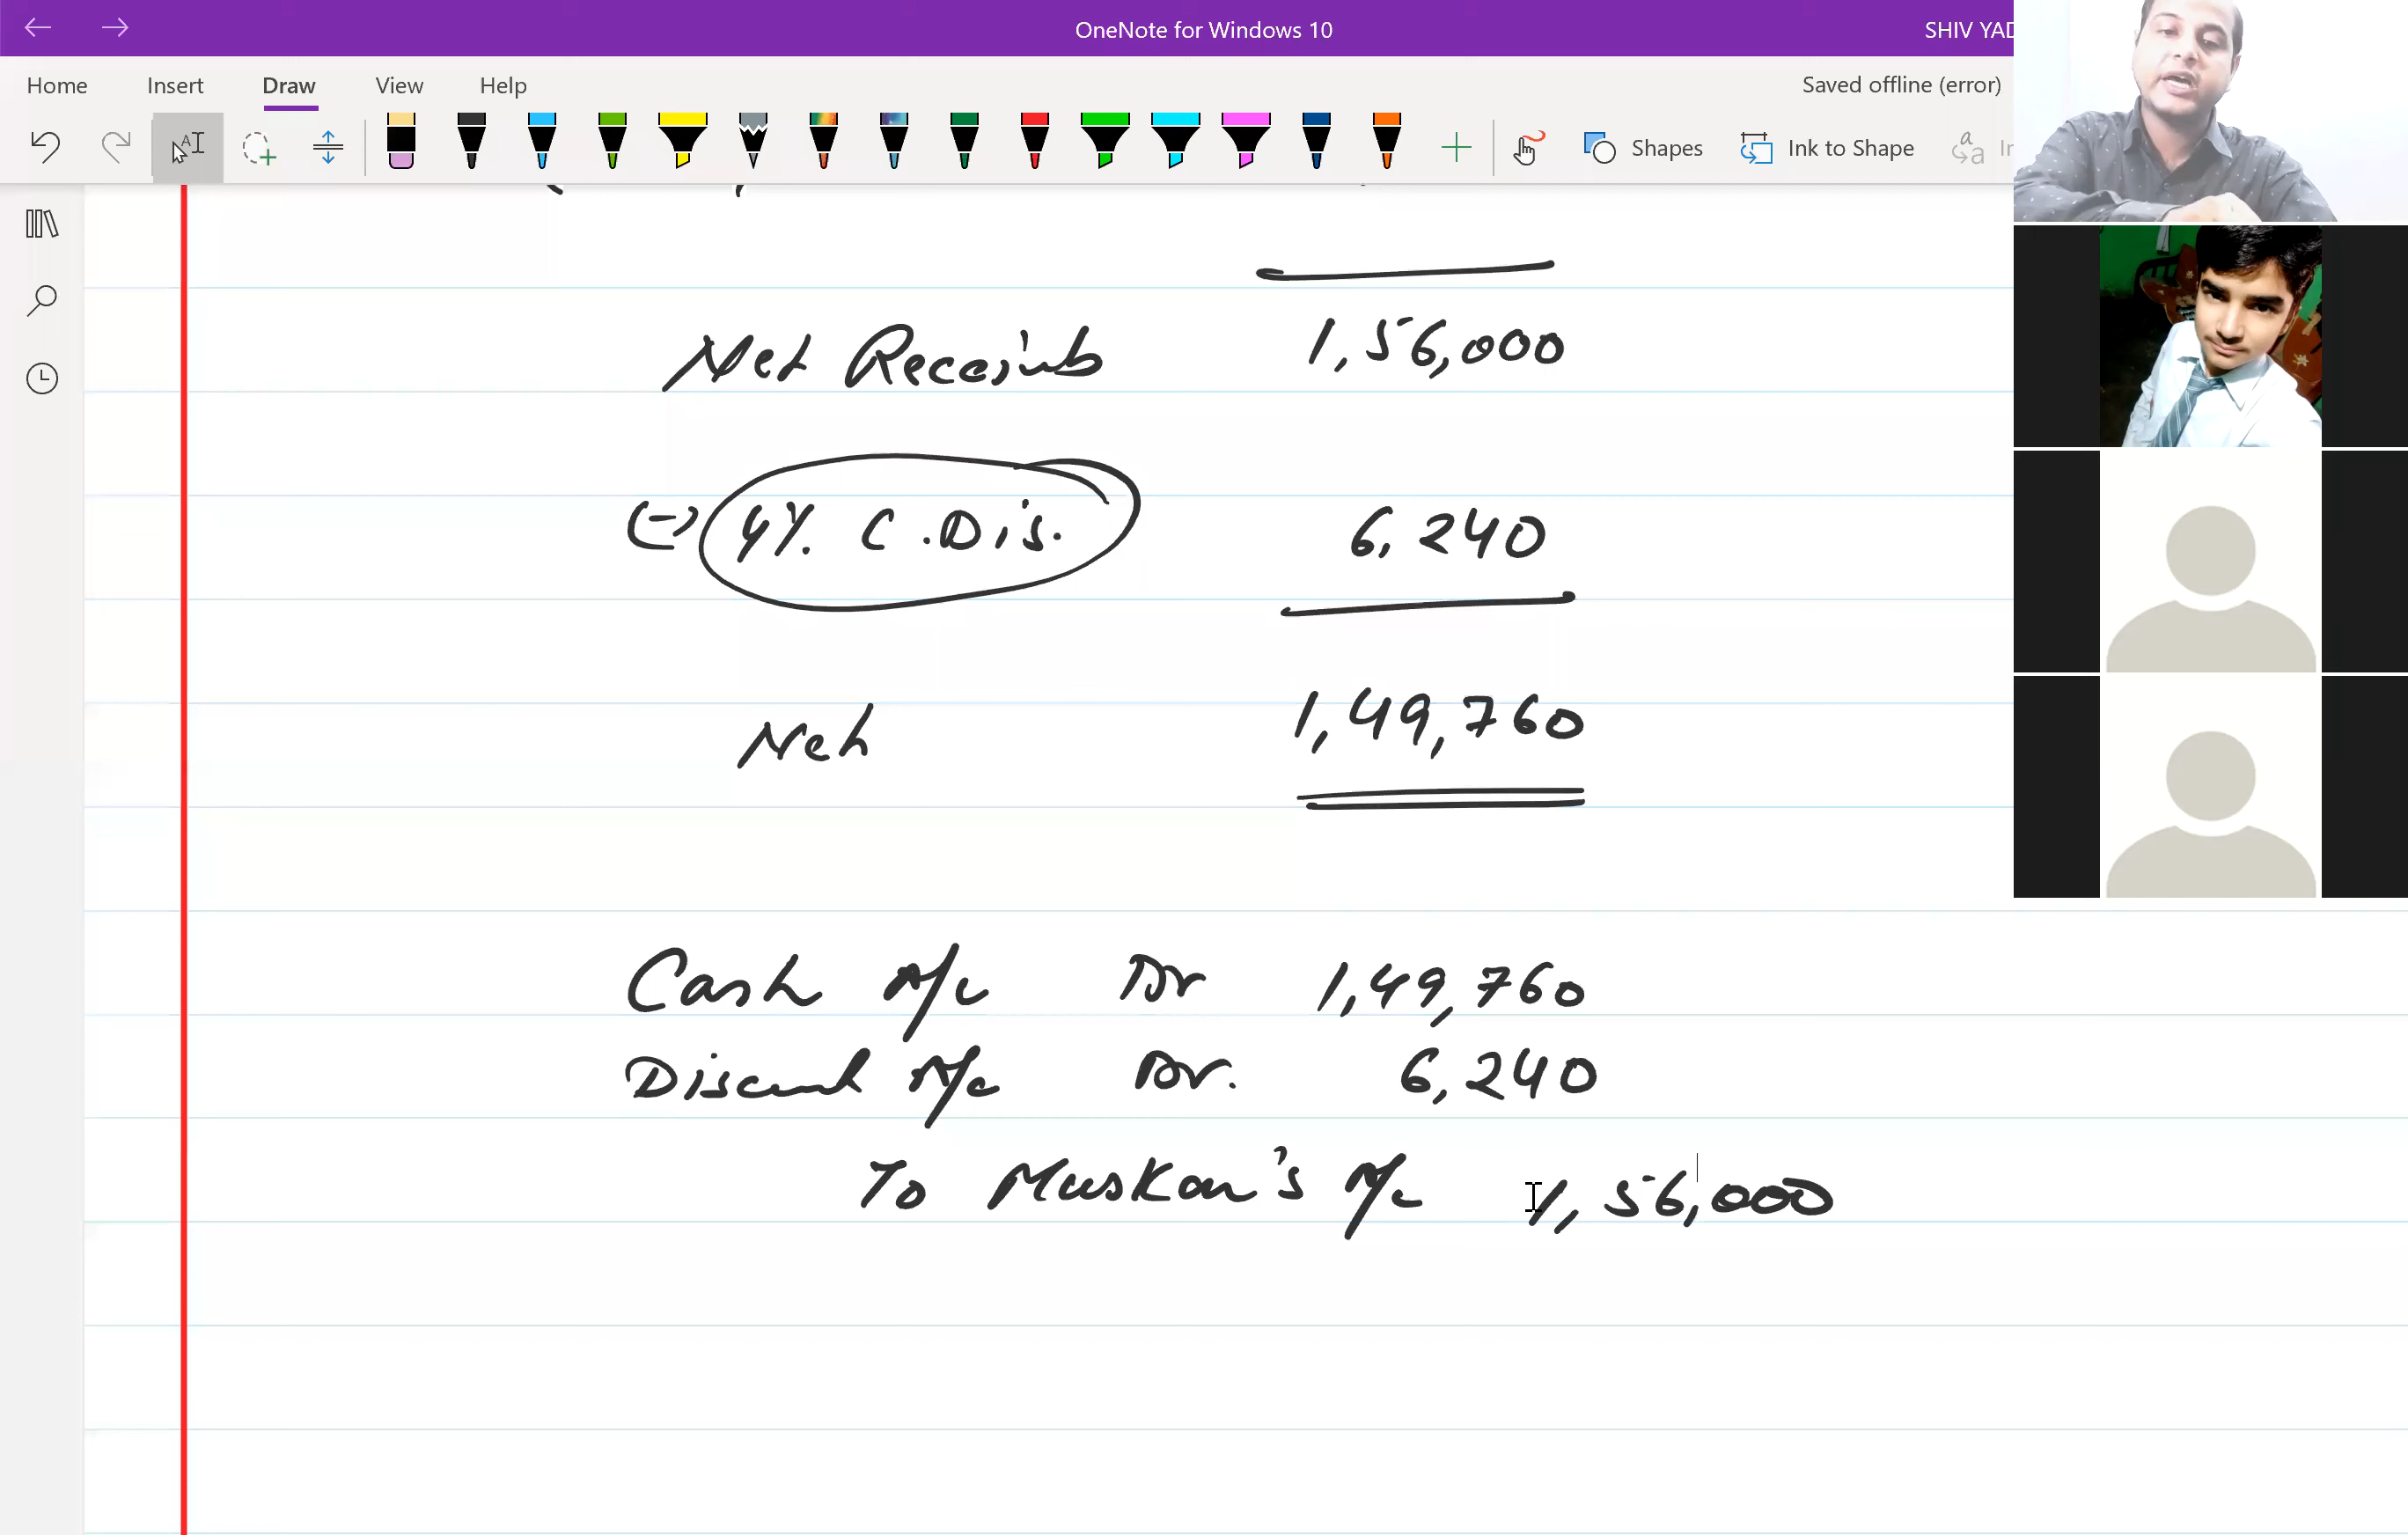 OneNote for Windows 10
SHIV YAD
Home Insert Draw View Help
Saved offline (error)
Shapes Ink to Shape In
Net Receipts 1,56,000
(-) 4% C.Dis. 6,240
Net 1,49,760
Cash A/c Dr 1,49,760
Discount A/c Dr. 6,240
To Muskan's A/c 1,56,000